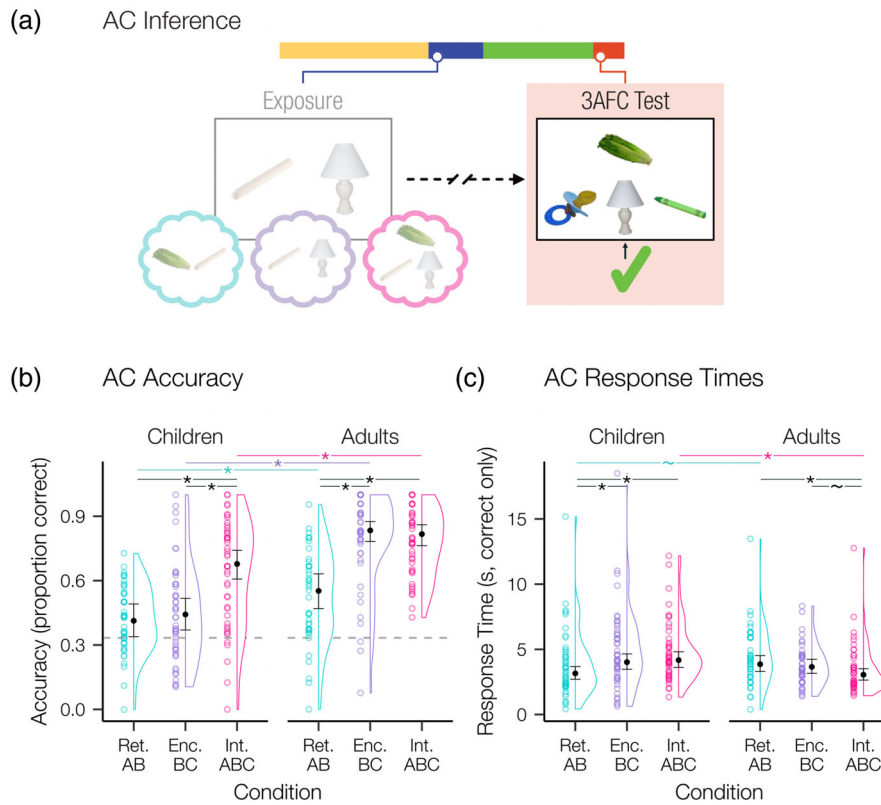 (a) AC Inference
Exposure
3AFC Test
(b) AC Accuracy
Children Adults
* 
* 
* * * *
* *
Accuracy (proportion correct)
0.9
0.6
0.3
0.0
Ret. Enc. Int. Ret. Enc. Int.
AB BC ABC AB BC ABC
Condition
(c) AC Response Times
Children Adults
~ *
* *
* ~
Response Time (s, correct only)
15
10
5
0
Ret. Enc. Int. Ret. Enc. Int.
AB BC ABC AB BC ABC
Condition